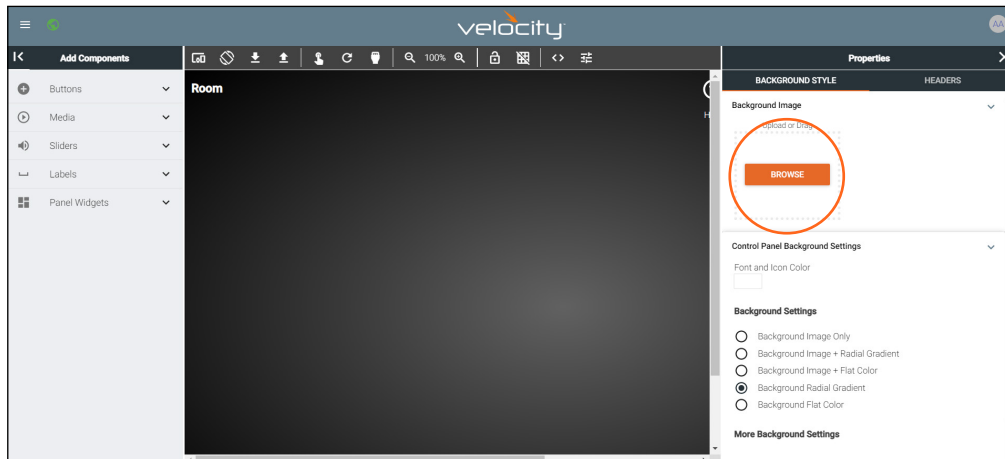 velocity
AA
Add Components
100%
Properties
Buttons
Media
Sliders
Labels
Panel Widgets
Room
H
BACKGROUND STYLE
HEADERS
Background Image
Upload or Drag
BROWSE
Control Panel Background Settings
Font and Icon Color
Background Settings
Background Image Only
Background Image + Radial Gradient
Background Image + Flat Color
Background Radial Gradient
Background Flat Color
More Background Settings